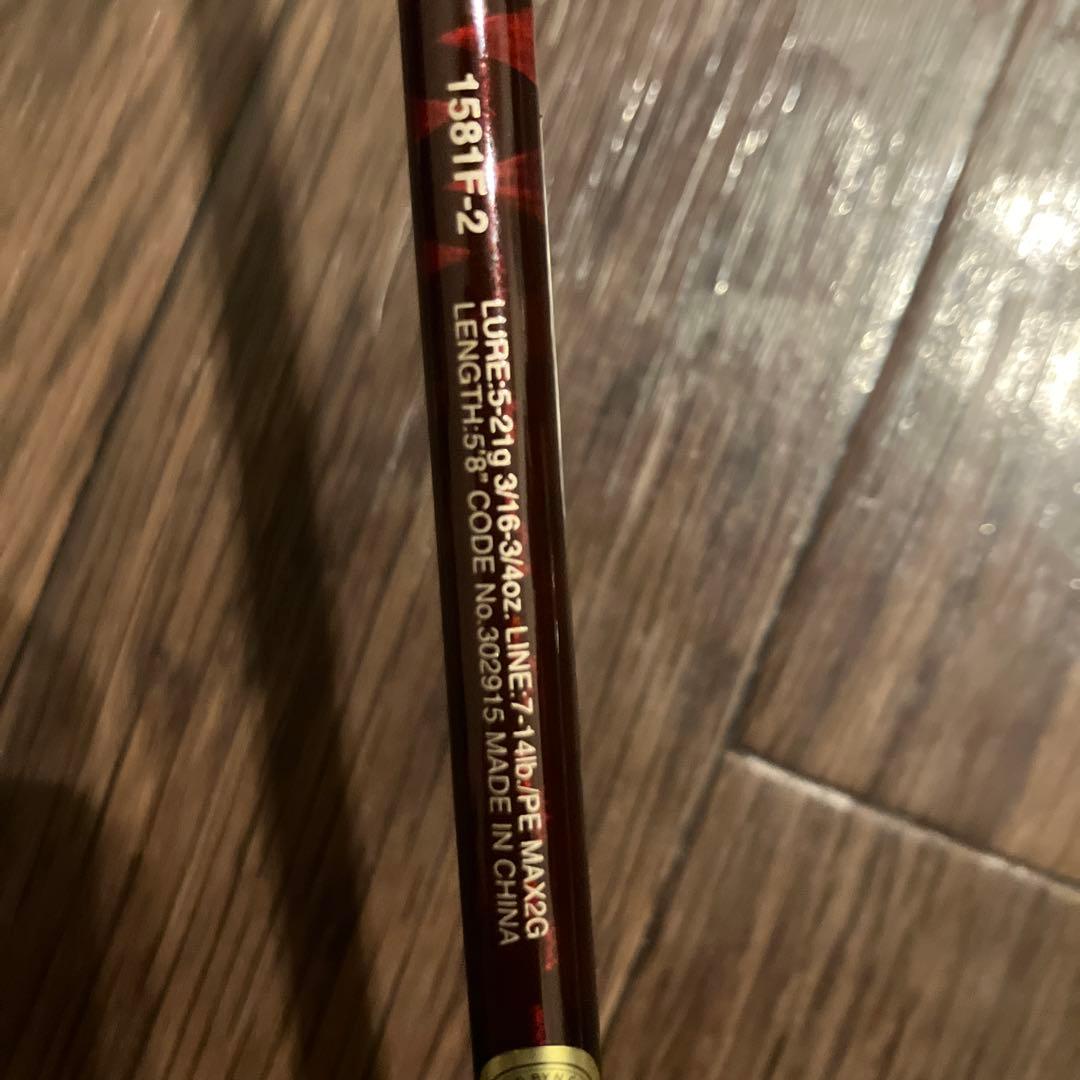 1581F-2
LURE:5-21g 3/16-3/4oz. LINE:7-14lb./PE MAX2G
LENGTH:5'8" CODE No.302915 MADE IN CHINA